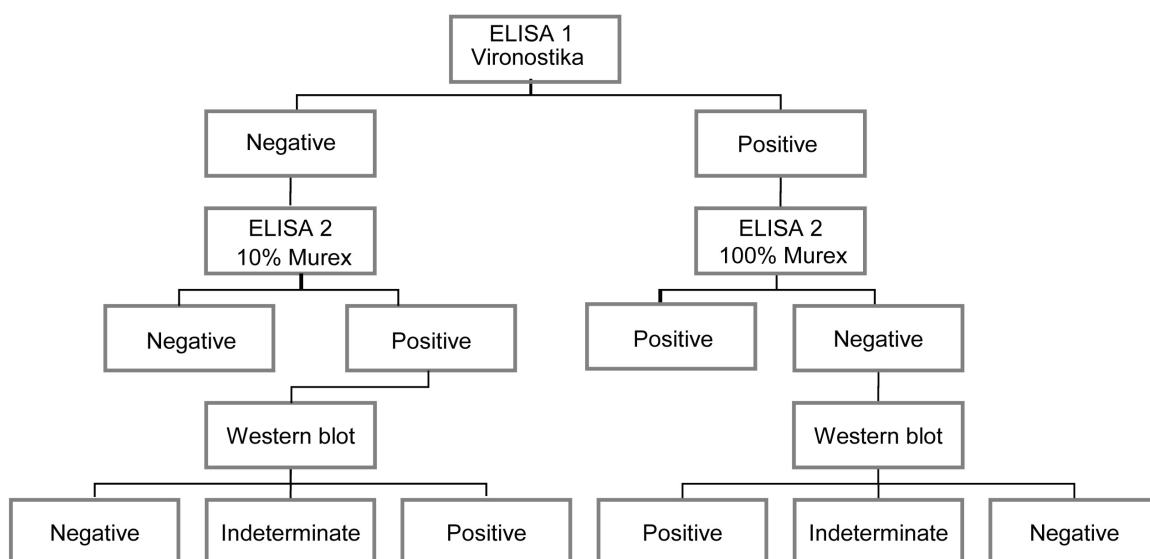 ELISA 1
Vironostika
Negative
Positive
ELISA 2
10% Murex
ELISA 2
100% Murex
Negative
Positive
Positive
Negative
Western blot
Western blot
Negative
Indeterminate
Positive
Positive
Indeterminate
Negative